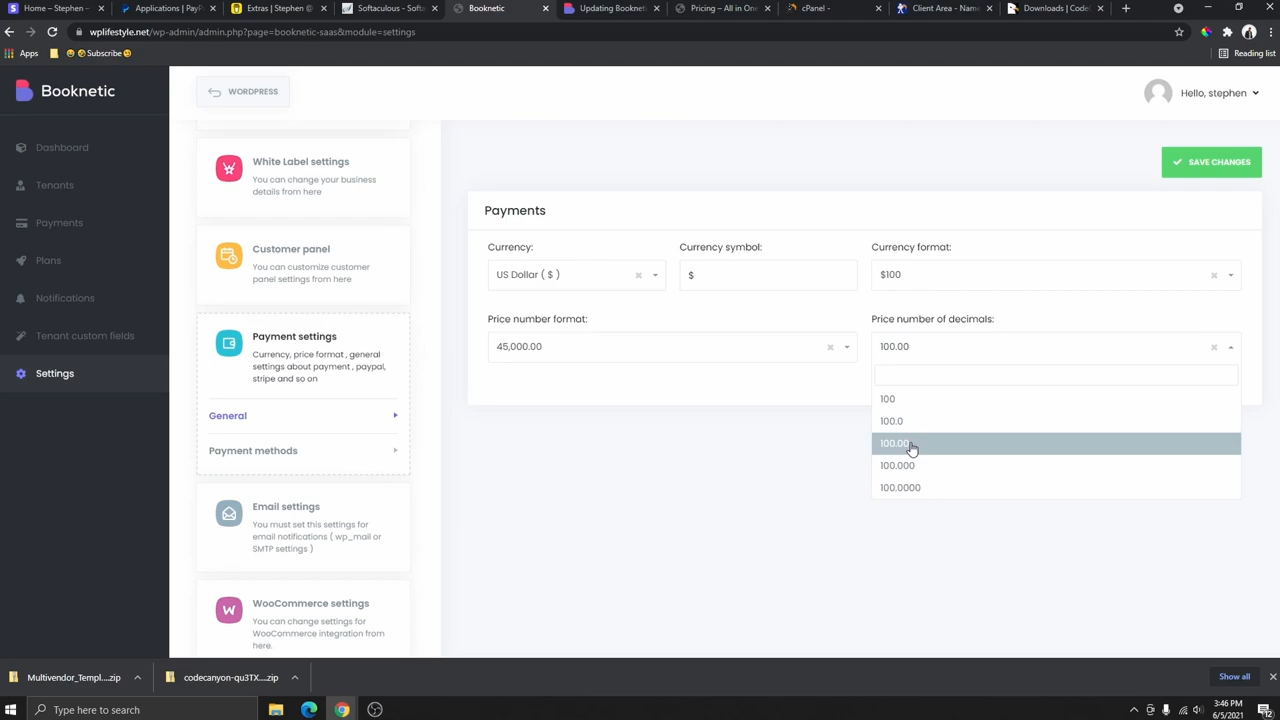 Home – Stephen –
Applications | PayP
Extras | Stephen @
Softaculous - Softa
Booknetic
Updating Booknetic
Pricing – All in One
cPanel -
Client Area - Name
Downloads | Codel
wplifestyle.net/wp-admin/admin.php?page=booknetic-saas&module=settings
Apps
Subscribe
Reading list
Booknetic
WORDPRESS
Hello, stephen
Dashboard
Tenants
Payments
Plans
Notifications
Tenant custom fields
Settings
White Label settings
You can change your business
details from here
Customer panel
You can customize customer
panel settings from here
Payment settings
Currency, price format , general
settings about payment , paypal,
stripe and so on
General
Payment methods
Email settings
You must set this settings for
email notifications ( wp_mail or
SMTP settings )
WooCommerce settings
You can change settings for
WooCommerce integration from
here.
SAVE CHANGES
Payments
Currency:
Currency symbol:
Currency format:
US Dollar ( $ )
$
$100
Price number format:
Price number of decimals:
45,000.00
100.00
100
100.0
100.00
100.000
100.0000
Multivendor_Templ....zip
codecanyon-qu3TX....zip
Show all
Type here to search
3:46 PM
6/5/2021